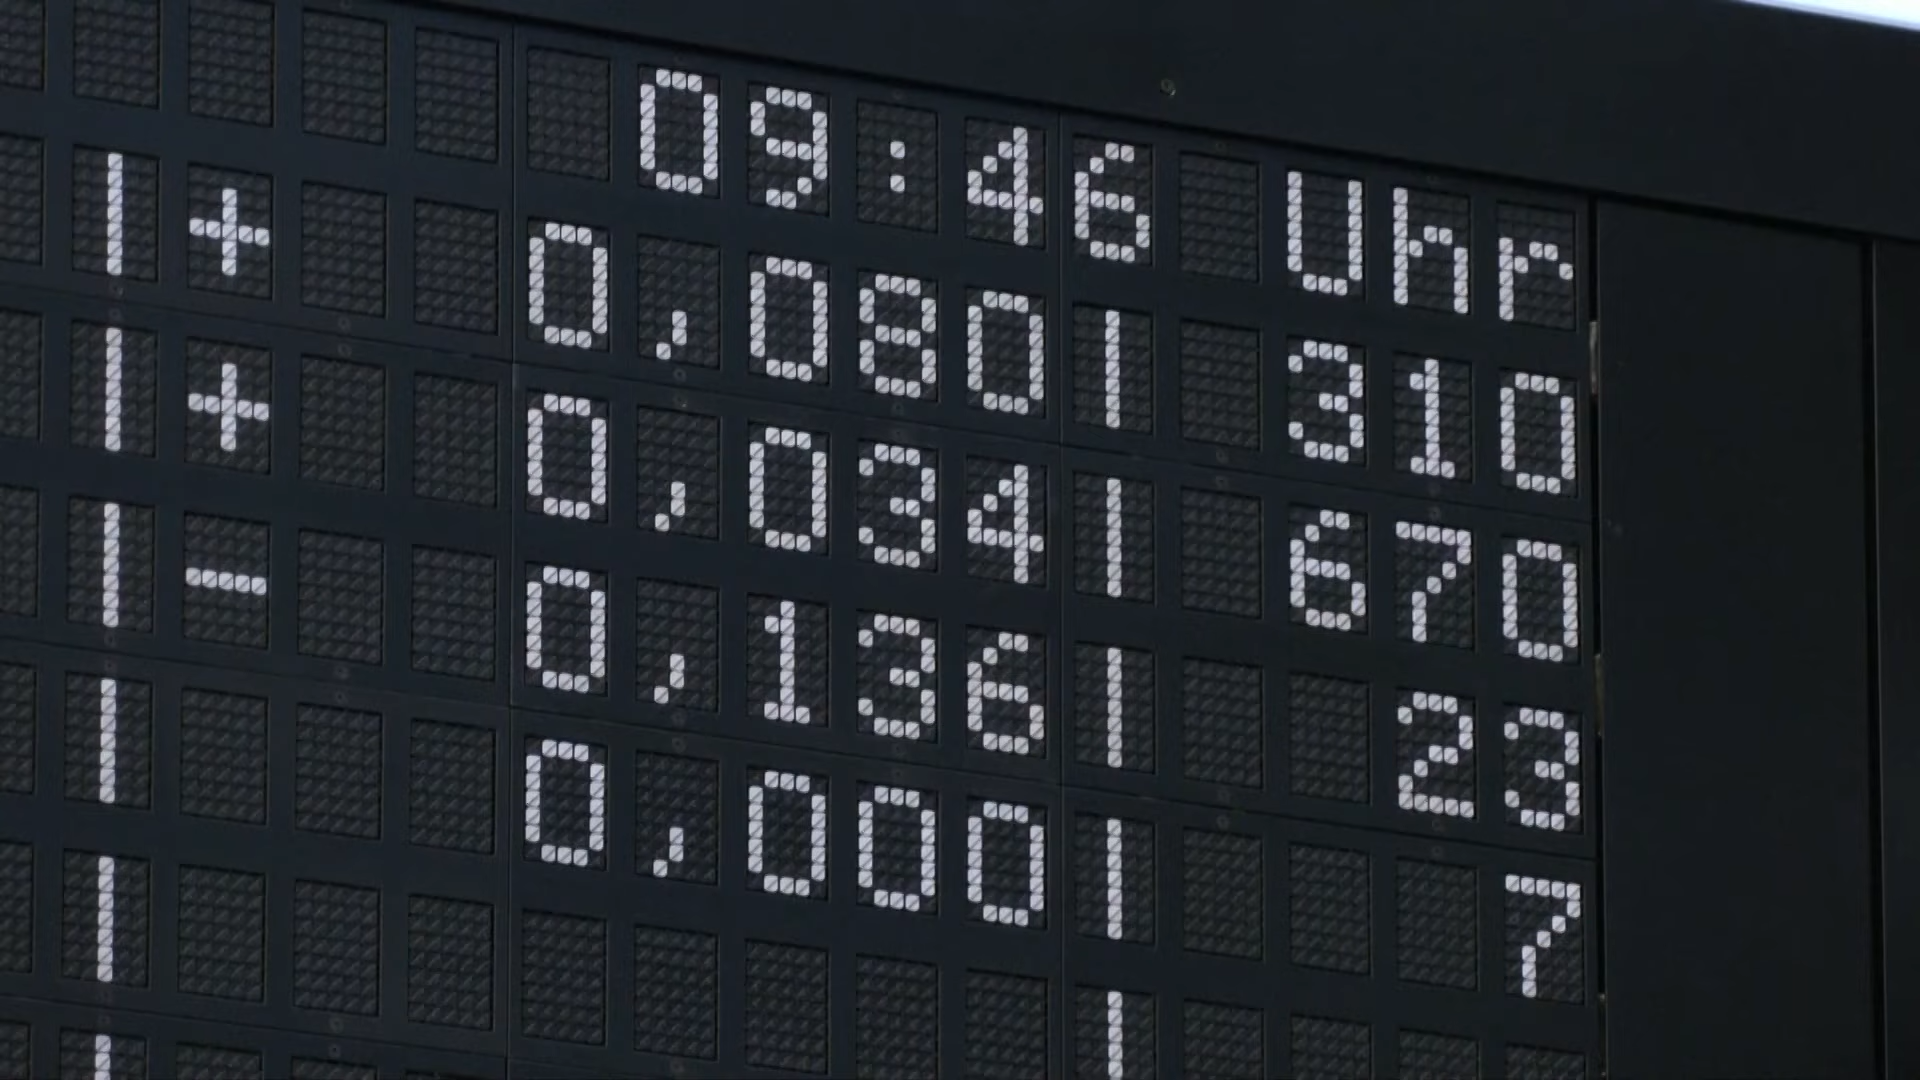 09:46 Uhr
| + 0,080 | 310
| + 0,034 | 670
| - 0,136 | 23
| 0,000 | 7
| |
|